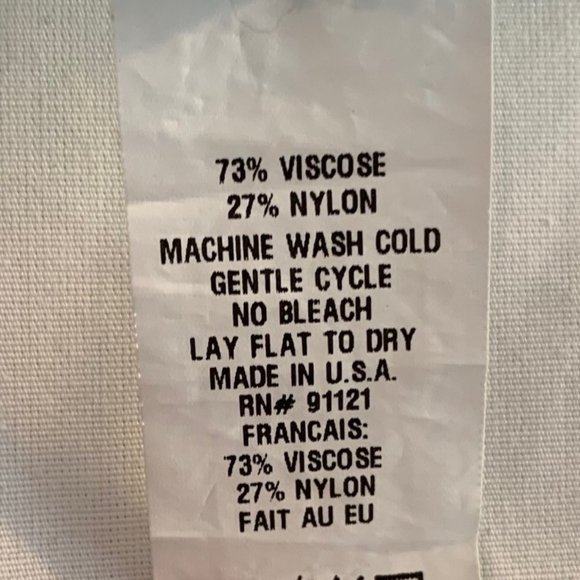 73% VISCOSE
27% NYLON
MACHINE WASH COLD
GENTLE CYCLE
NO BLEACH
LAY FLAT TO DRY
MADE IN U.S.A.
RN# 91121
FRANCAIS:
73% VISCOSE
27% NYLON
FAIT AU EU